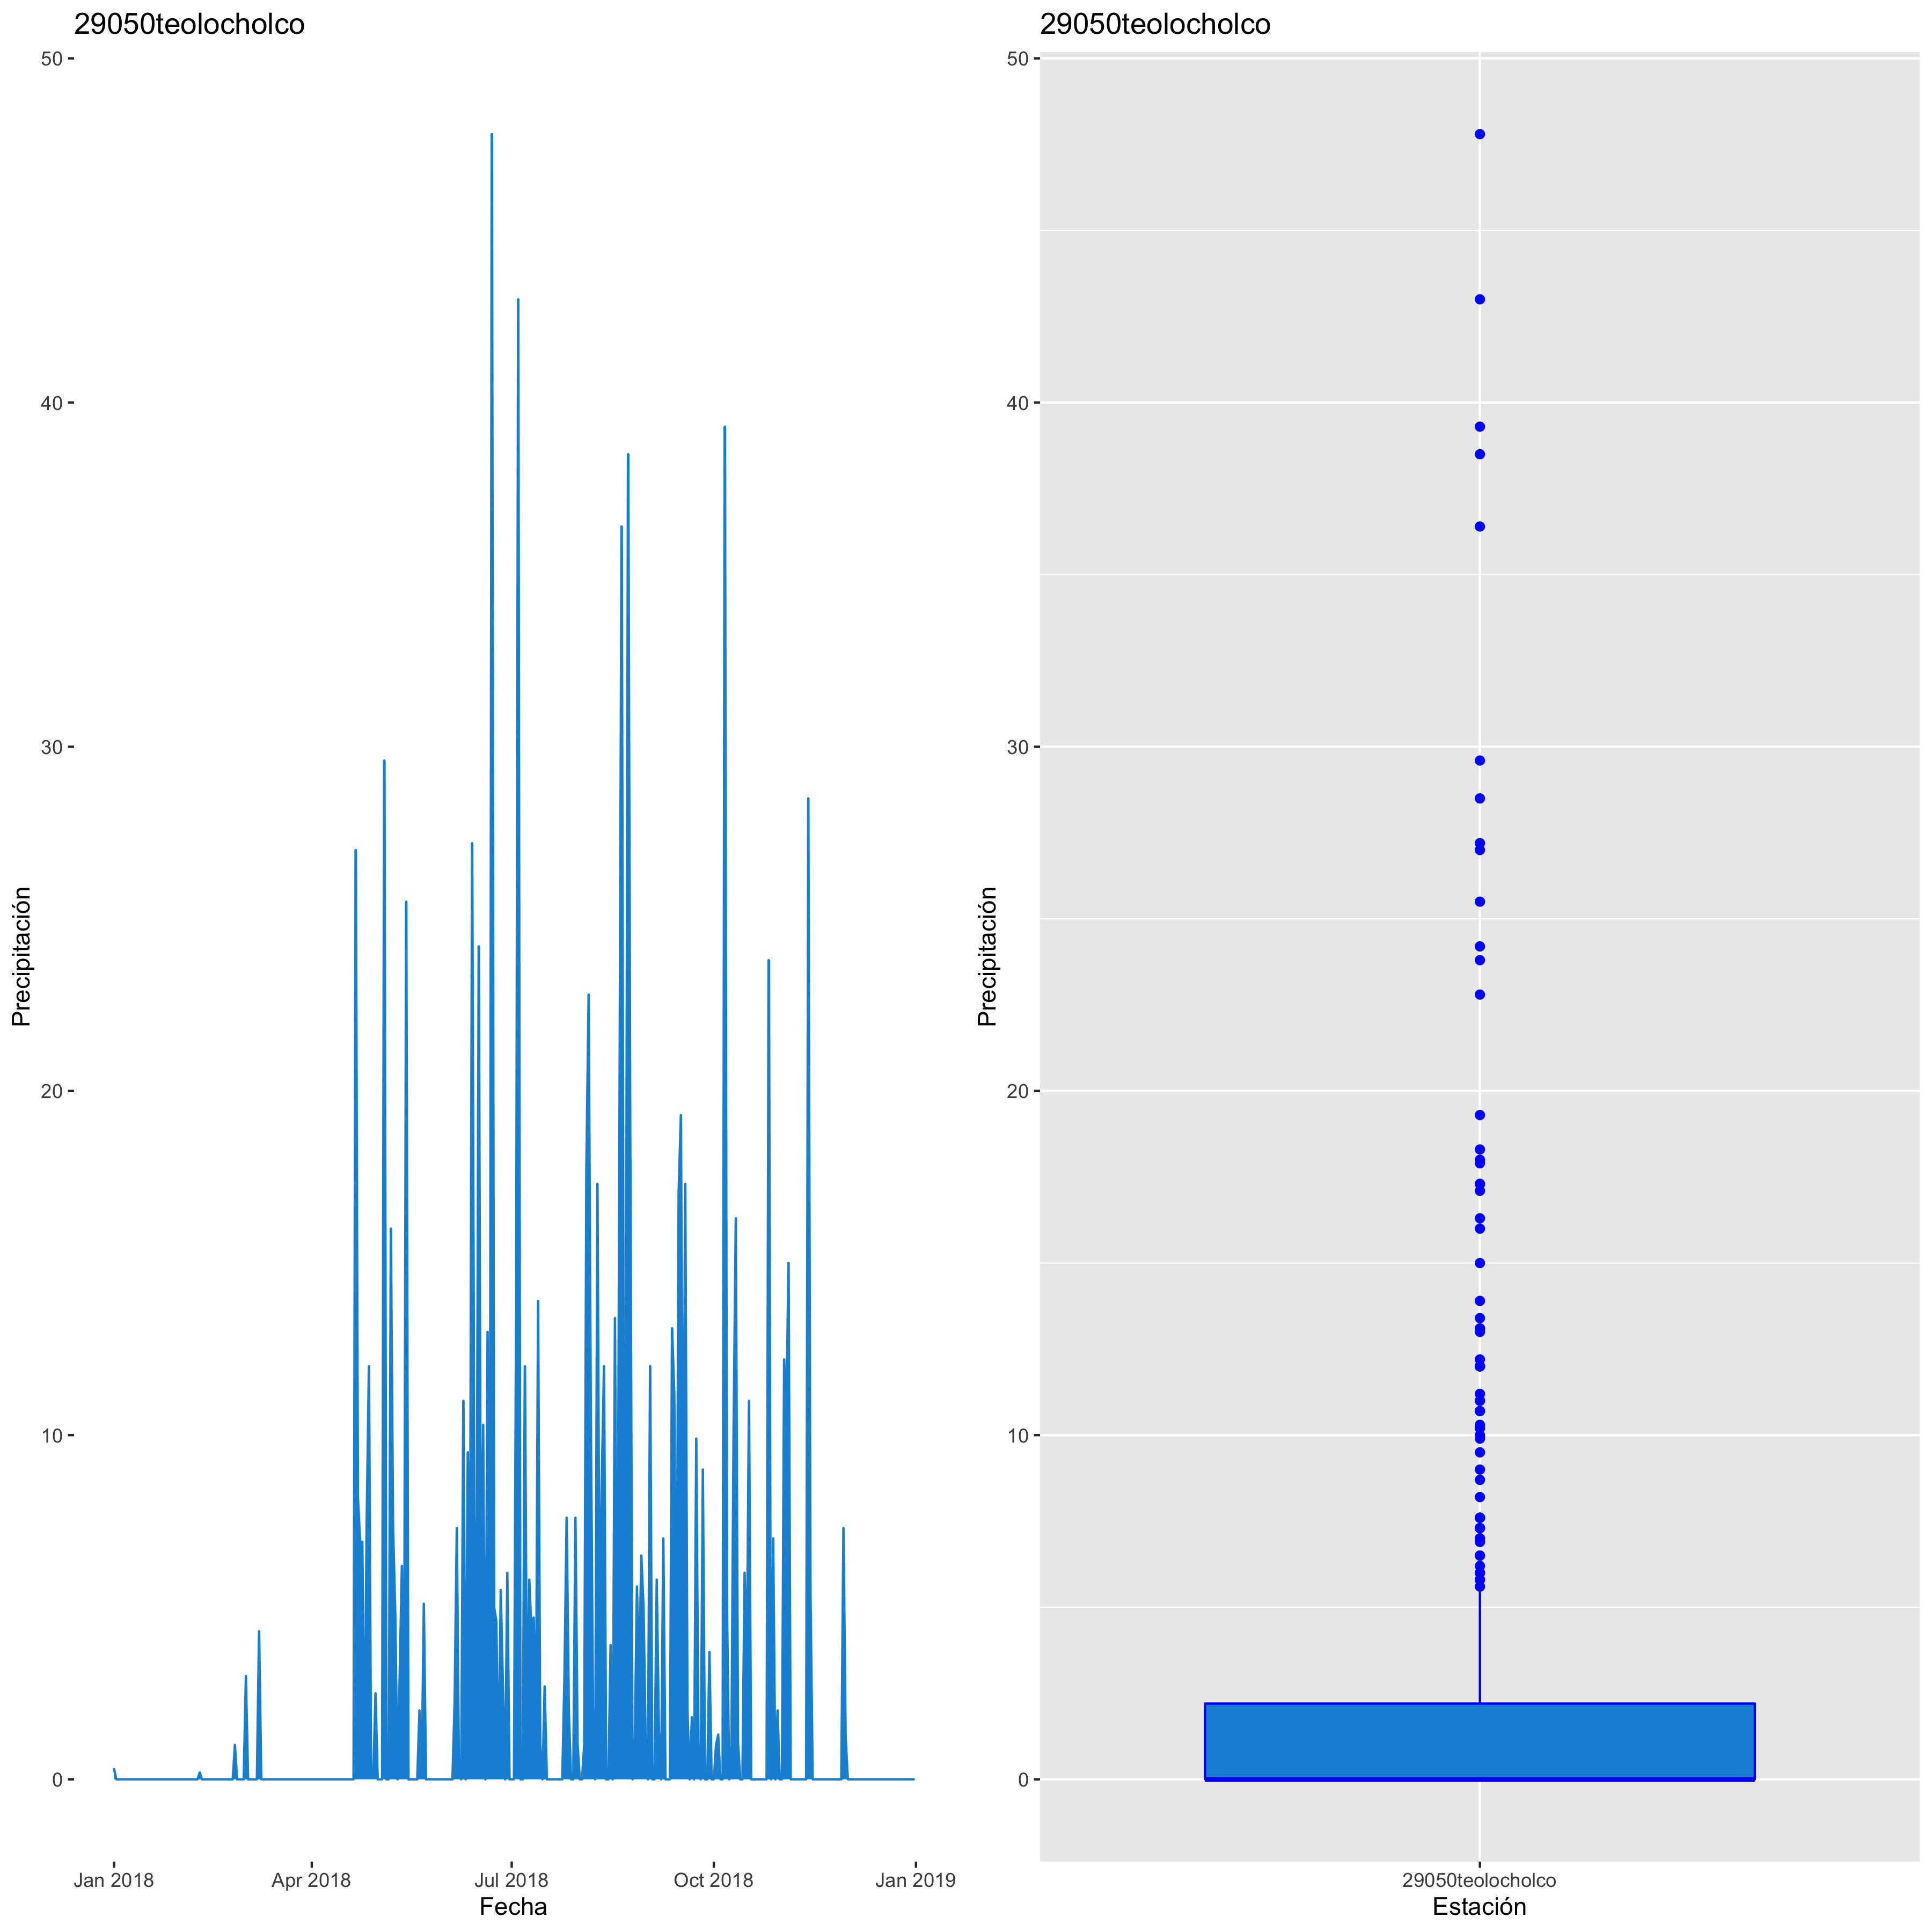 29050teolocholco
50
40
30
20
10
0
Precipitación
Jan 2018
Apr 2018
Jul 2018
Oct 2018
Jan 2019
Fecha
29050teolocholco
50
40
30
20
10
0
Precipitación
29050teolocholco
Estación